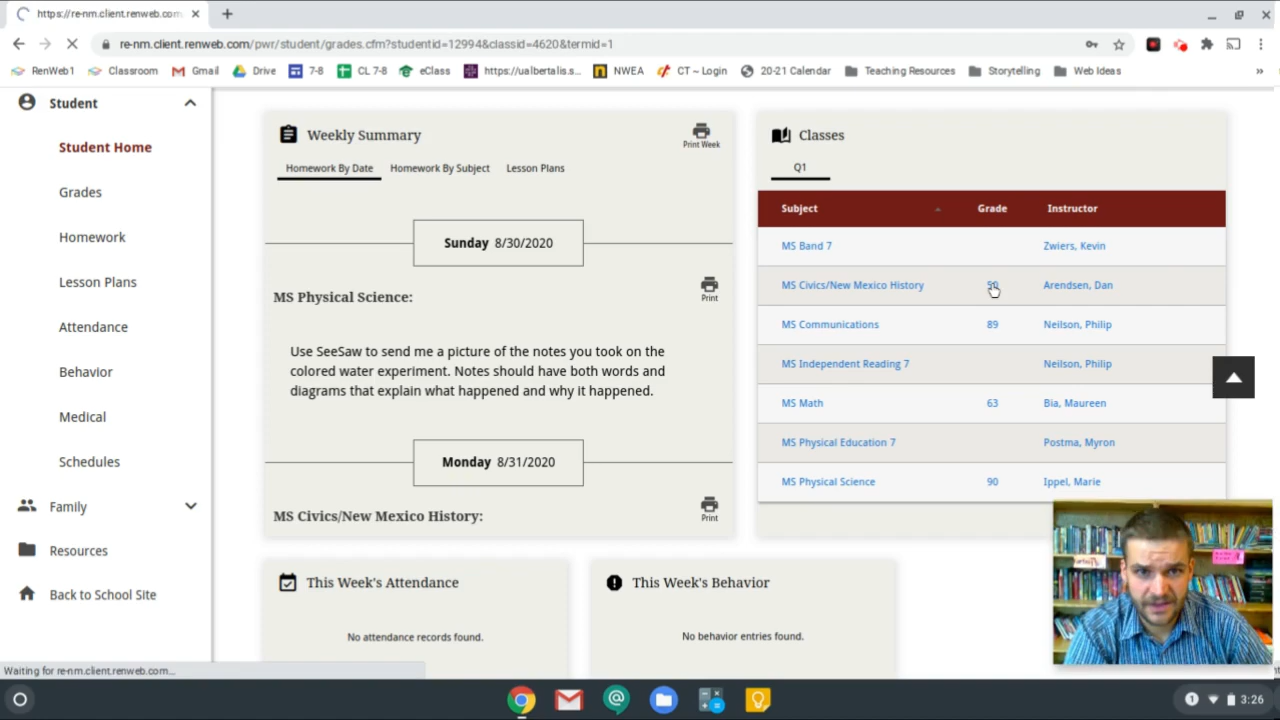 https://re-nm.client.renweb.com
re-nm.client.renweb.com/pwr/student/grades.cfm?studentid=12994&classid=4620&termid=1
RenWeb1 Classroom Gmail Drive 7-8 CL 7-8 eClass https://ualbertalis.s... NWEA CT ~ Login 20-21 Calendar Teaching Resources Storytelling Web Ideas »
Student
Student Home
Grades
Homework
Lesson Plans
Attendance
Behavior
Medical
Schedules
Family
Resources
Back to School Site
Weekly Summary
Print Week
Homework By Date Homework By Subject Lesson Plans
Sunday 8/30/2020
MS Physical Science:
Print
Use SeeSaw to send me a picture of the notes you took on the
colored water experiment. Notes should have both words and
diagrams that explain what happened and why it happened.
Monday 8/31/2020
MS Civics/New Mexico History:
Print
Classes
Q1
Subject Grade Instructor
MS Band 7 Zwiers, Kevin
MS Civics/New Mexico History Arendsen, Dan
MS Communications 89 Neilson, Philip
MS Independent Reading 7 Neilson, Philip
MS Math 63 Bia, Maureen
MS Physical Education 7 Postma, Myron
MS Physical Science 90 Ippel, Marie
This Week's Attendance
No attendance records found.
This Week's Behavior
No behavior entries found.
Waiting for re-nm.client.renweb.com...
1 3:26